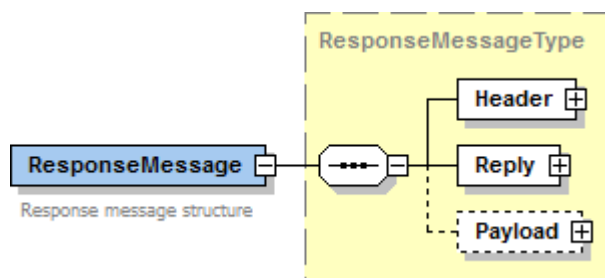 ResponseMessageType
Header
ResponseMessage
Reply
Response message structure
Payload